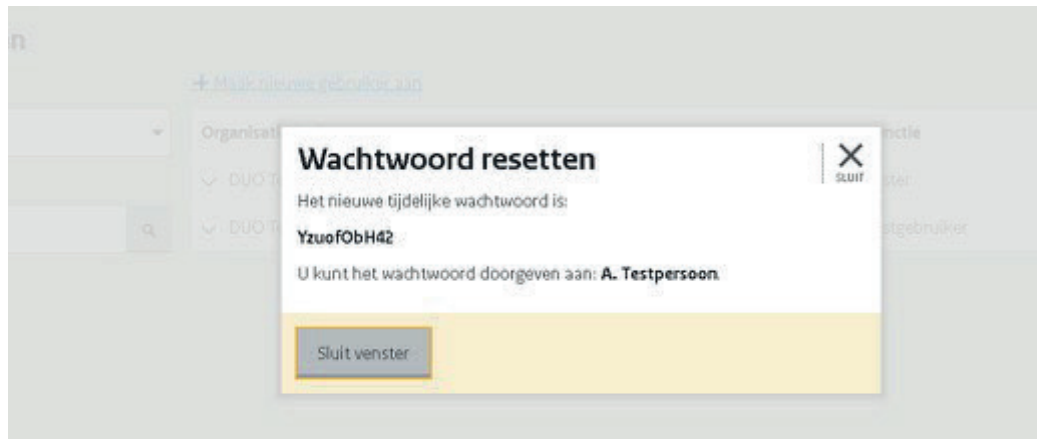 n
+ Maak nieuwe gebruiker aan
Wachtwoord resetten
SLUIT
Het nieuwe tijdelijke wachtwoord is:
YzuofObH42
U kunt het wachtwoord doorgeven aan: A. Testpersoon
Sluit venster
Organisati
nctie
DUO T
ster
DUO T
stgebruiker